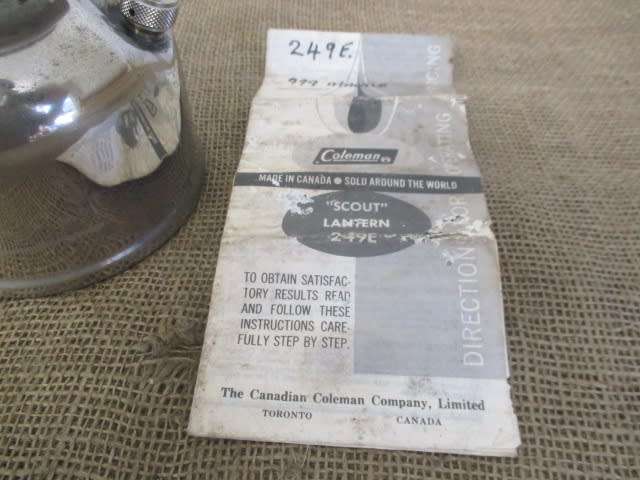 249E.
Coleman
MADE IN CANADA ● SOLD AROUND THE WORLD
"SCOUT"
LANTERN
249E
TO OBTAIN SATISFAC-
TORY RESULTS READ
AND FOLLOW THESE
INSTRUCTIONS CARE-
FULLY STEP BY STEP.
The Canadian Coleman Company, Limited
TORONTO CANADA
DIRECTION